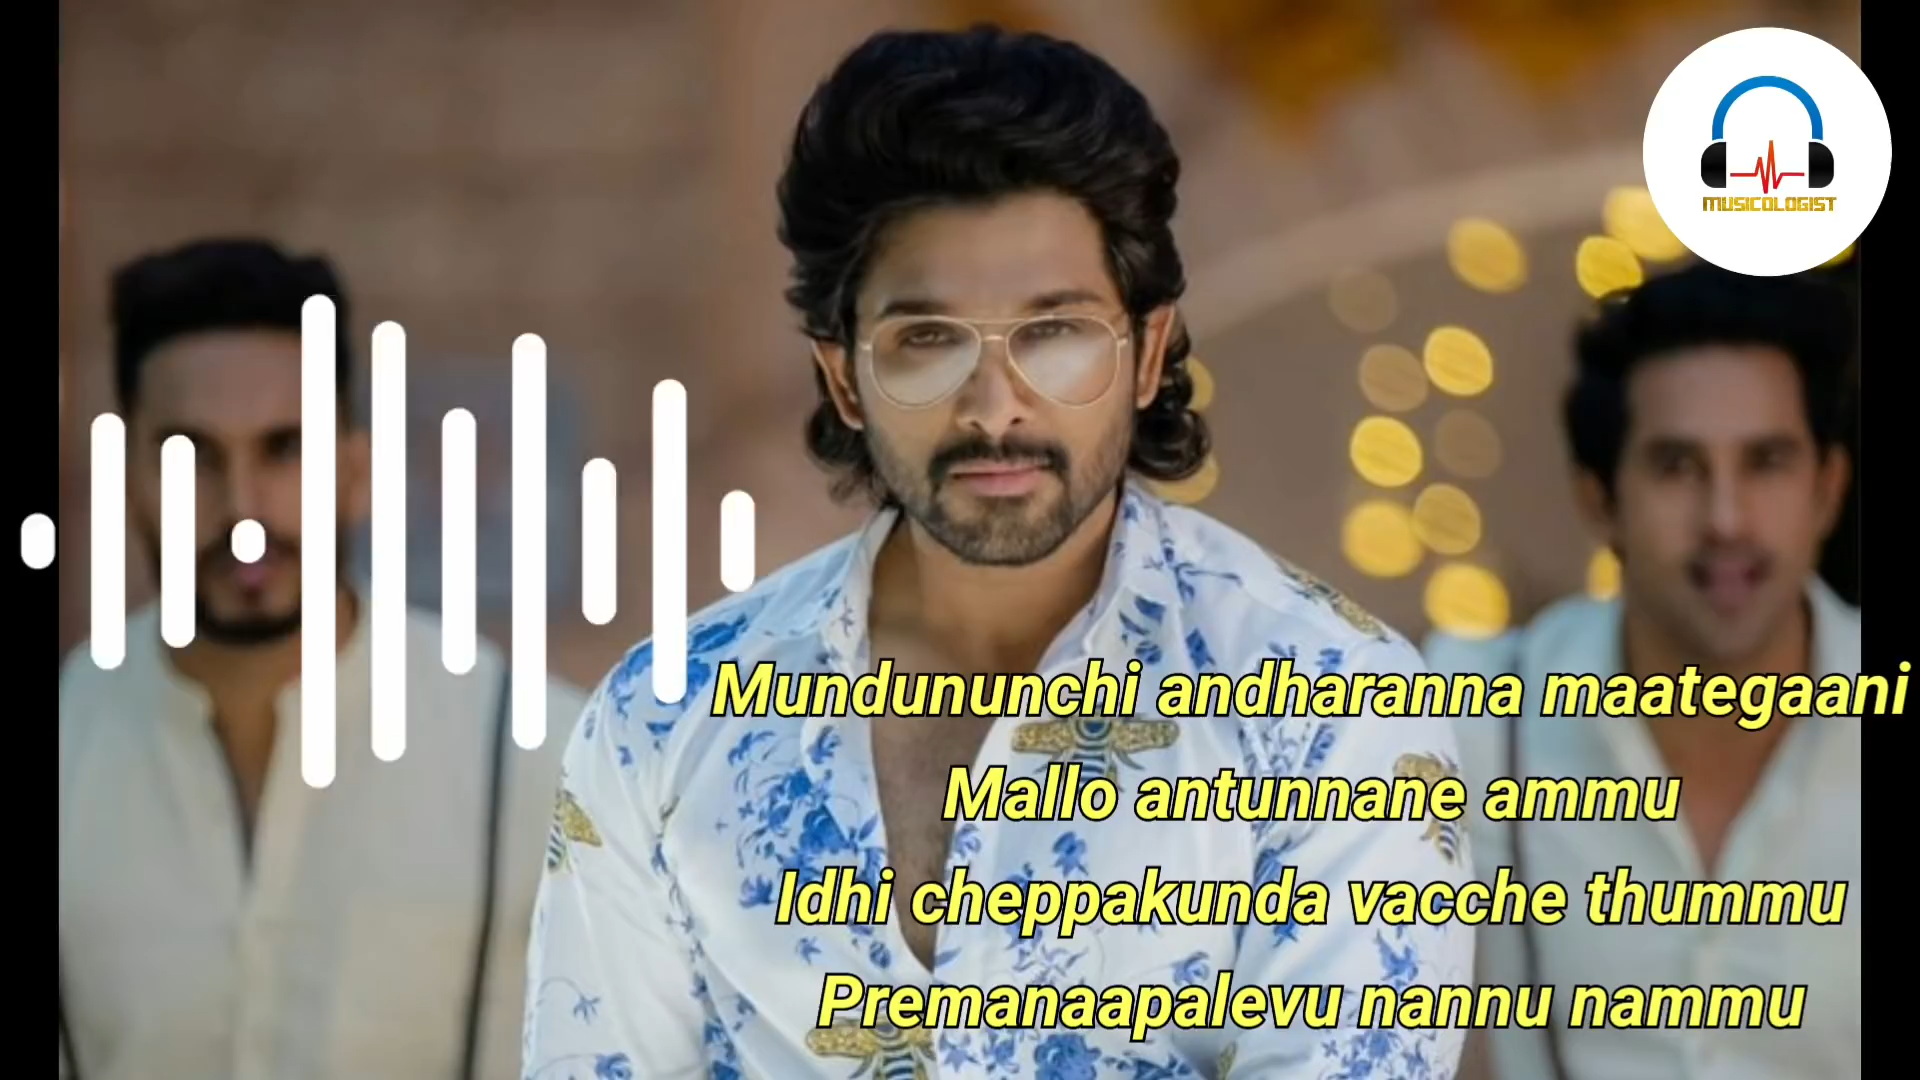 MUSICOLOGIST
Mundununchi andharanna maategaani
Mallo antunnane ammu
Idhi cheppakunda vacche thummu
Premanaapalevu nannu nammu